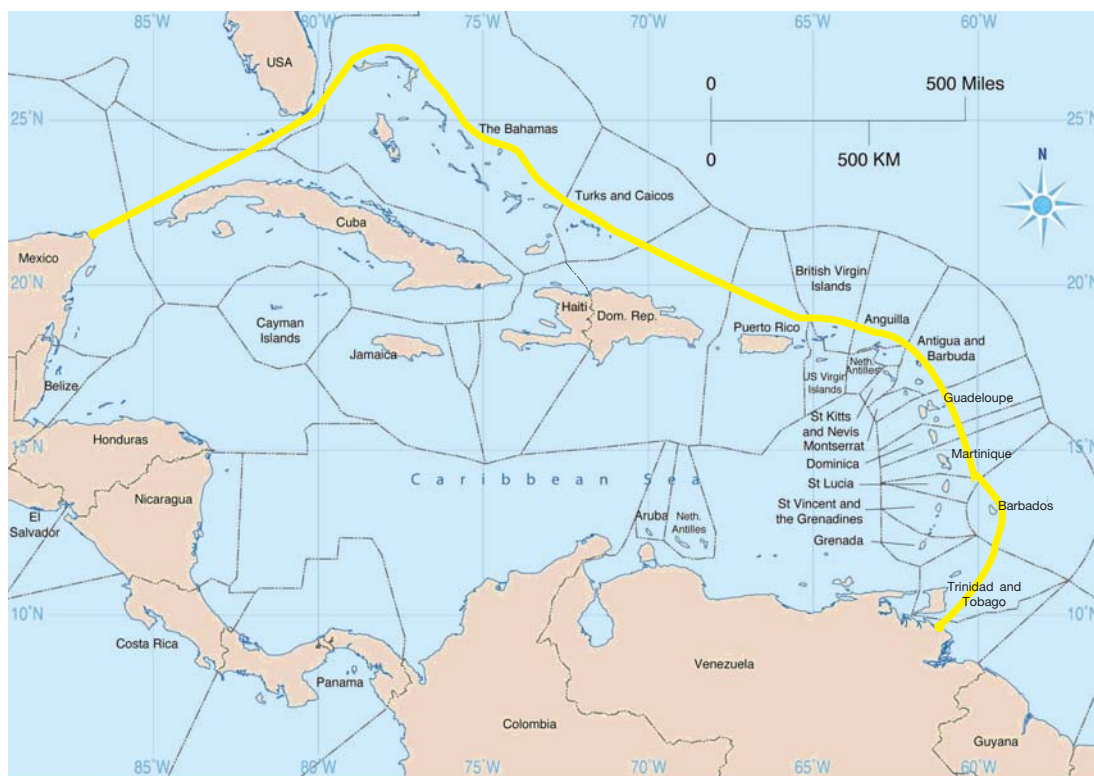 85°W
80°W
75°W
70°W
65°W
60°W
USA
0
500 Miles
25°N
25°N
The Bahamas
0
500 KM
N
Turks and Caicos
Cuba
Mexico
British Virgin
Islands
20°N
20°N
Haiti
Dom. Rep.
Cayman
Islands
Puerto Rico
Anguilla
Jamaica
Antigua and
Barbuda
Belize
US Virgin
Islands
Neth.
Antilles
Guadeloupe
St Kitts
and Nevis
Montserrat
Honduras
15°N
15°N
Martinique
Dominica
Caribbean Sea
St Lucia
Nicaragua
El
Salvador
St Vincent and
the Grenadines
Barbados
Aruba
Neth.
Antilles
Grenada
Trinidad and
Tobago
10°N
10°N
Costa Rica
Venezuela
Panama
Colombia
Guyana
85°W
80°W
75°W
70°W
65°W
60°W